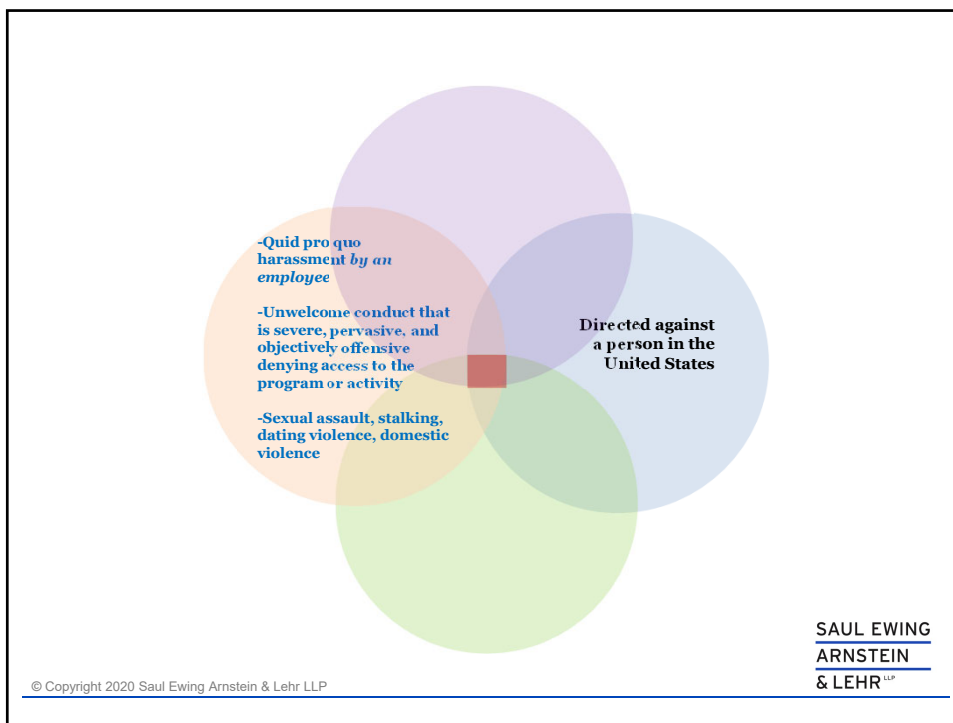 -Quid pro quo
harassment by an
employee
-Unwelcome conduct that
is severe, pervasive, and
objectively offensive
denying access to the
program or activity
-Sexual assault, stalking,
dating violence, domestic
violence
Directed against
a person in the
United States
SAUL EWING
ARNSTEIN
& LEHR LLP
© Copyright 2020 Saul Ewing Arnstein & Lehr LLP